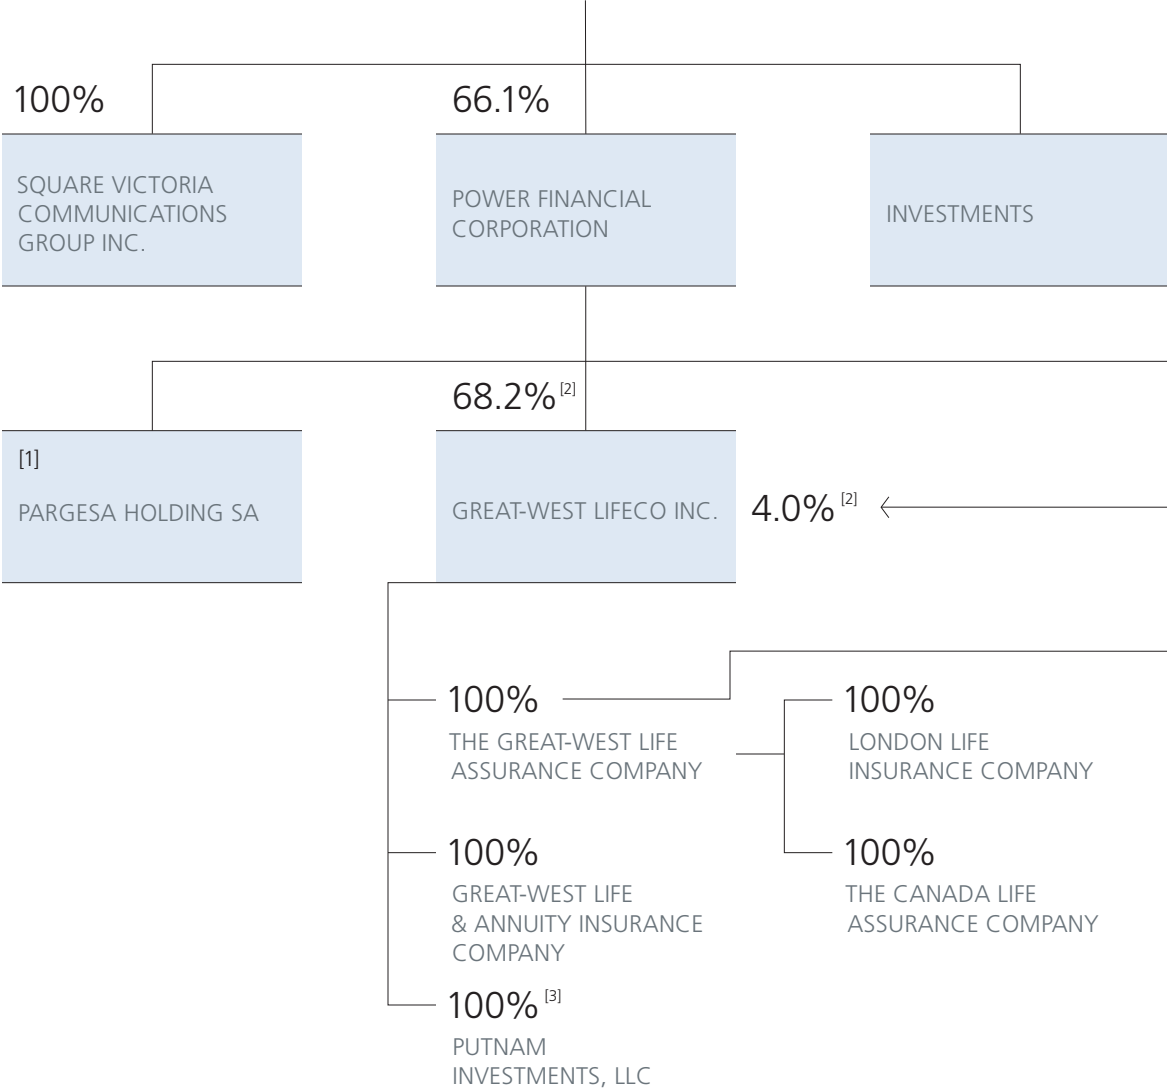 100%
SQUARE VICTORIA
COMMUNICATIONS
GROUP INC.
66.1%
POWER FINANCIAL
CORPORATION
INVESTMENTS
[1]
PARGESA HOLDING SA
68.2% [2]
GREAT-WEST LIFECO INC.
4.0% [2]
100%
THE GREAT-WEST LIFE
ASSURANCE COMPANY
100%
LONDON LIFE
INSURANCE COMPANY
100%
THE CANADA LIFE
ASSURANCE COMPANY
100%
GREAT-WEST LIFE
& ANNUITY INSURANCE
COMPANY
100% [3]
PUTNAM
INVESTMENTS, LLC